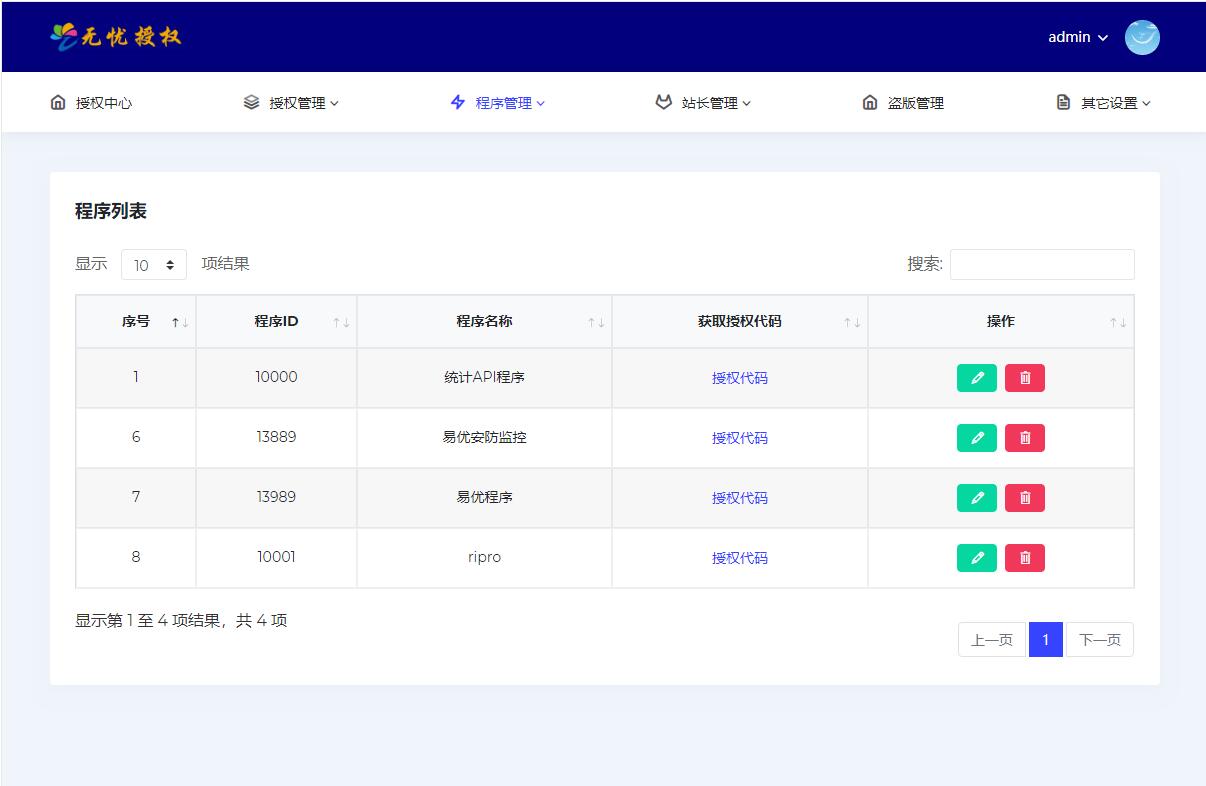 无忧授权 admin
授权中心 授权管理 程序管理 站长管理 盗版管理 其它设置
程序列表
显示 10 项结果 搜索:
序号 程序ID 程序名称 获取授权代码 操作
1 10000 统计API程序 授权代码
6 13889 易优安防监控 授权代码
7 13989 易优程序 授权代码
8 10001 ripro 授权代码
显示第 1 至 4 项结果，共 4 项
上一页 1 下一页